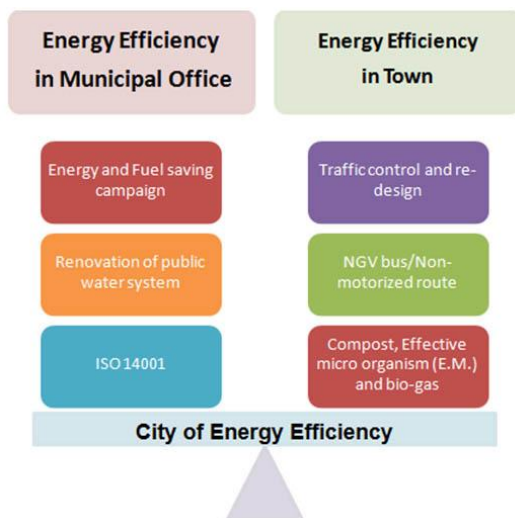 Energy Efficiency
in Municipal Office
Energy Efficiency
in Town
Energy and Fuel saving
campaign
Renovation of public
water system
ISO 14001
Traffic control and re-
design
NGV bus/Non-
motorized route
Compost, Effective
micro organism (E.M.)
and bio-gas
City of Energy Efficiency